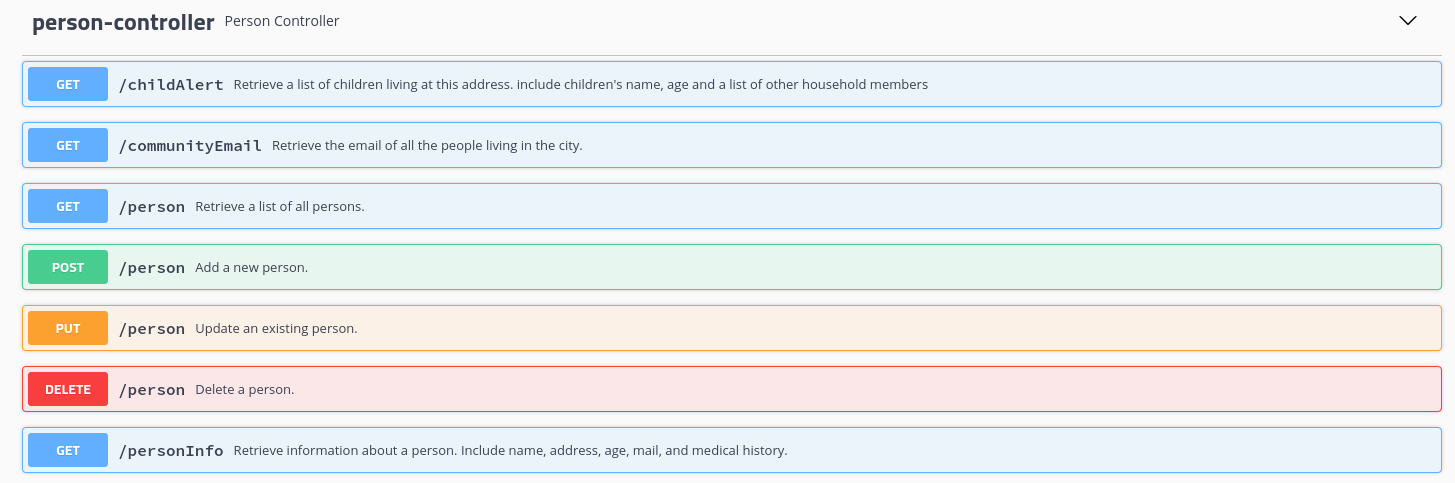 person-controller Person Controller
GET /childAlert Retrieve a list of children living at this address. include children's name, age and a list of other household members
GET /communityEmail Retrieve the email of all the people living in the city.
GET /person Retrieve a list of all persons.
POST /person Add a new person.
PUT /person Update an existing person.
DELETE /person Delete a person.
GET /personInfo Retrieve information about a person. Include name, address, age, mail, and medical history.